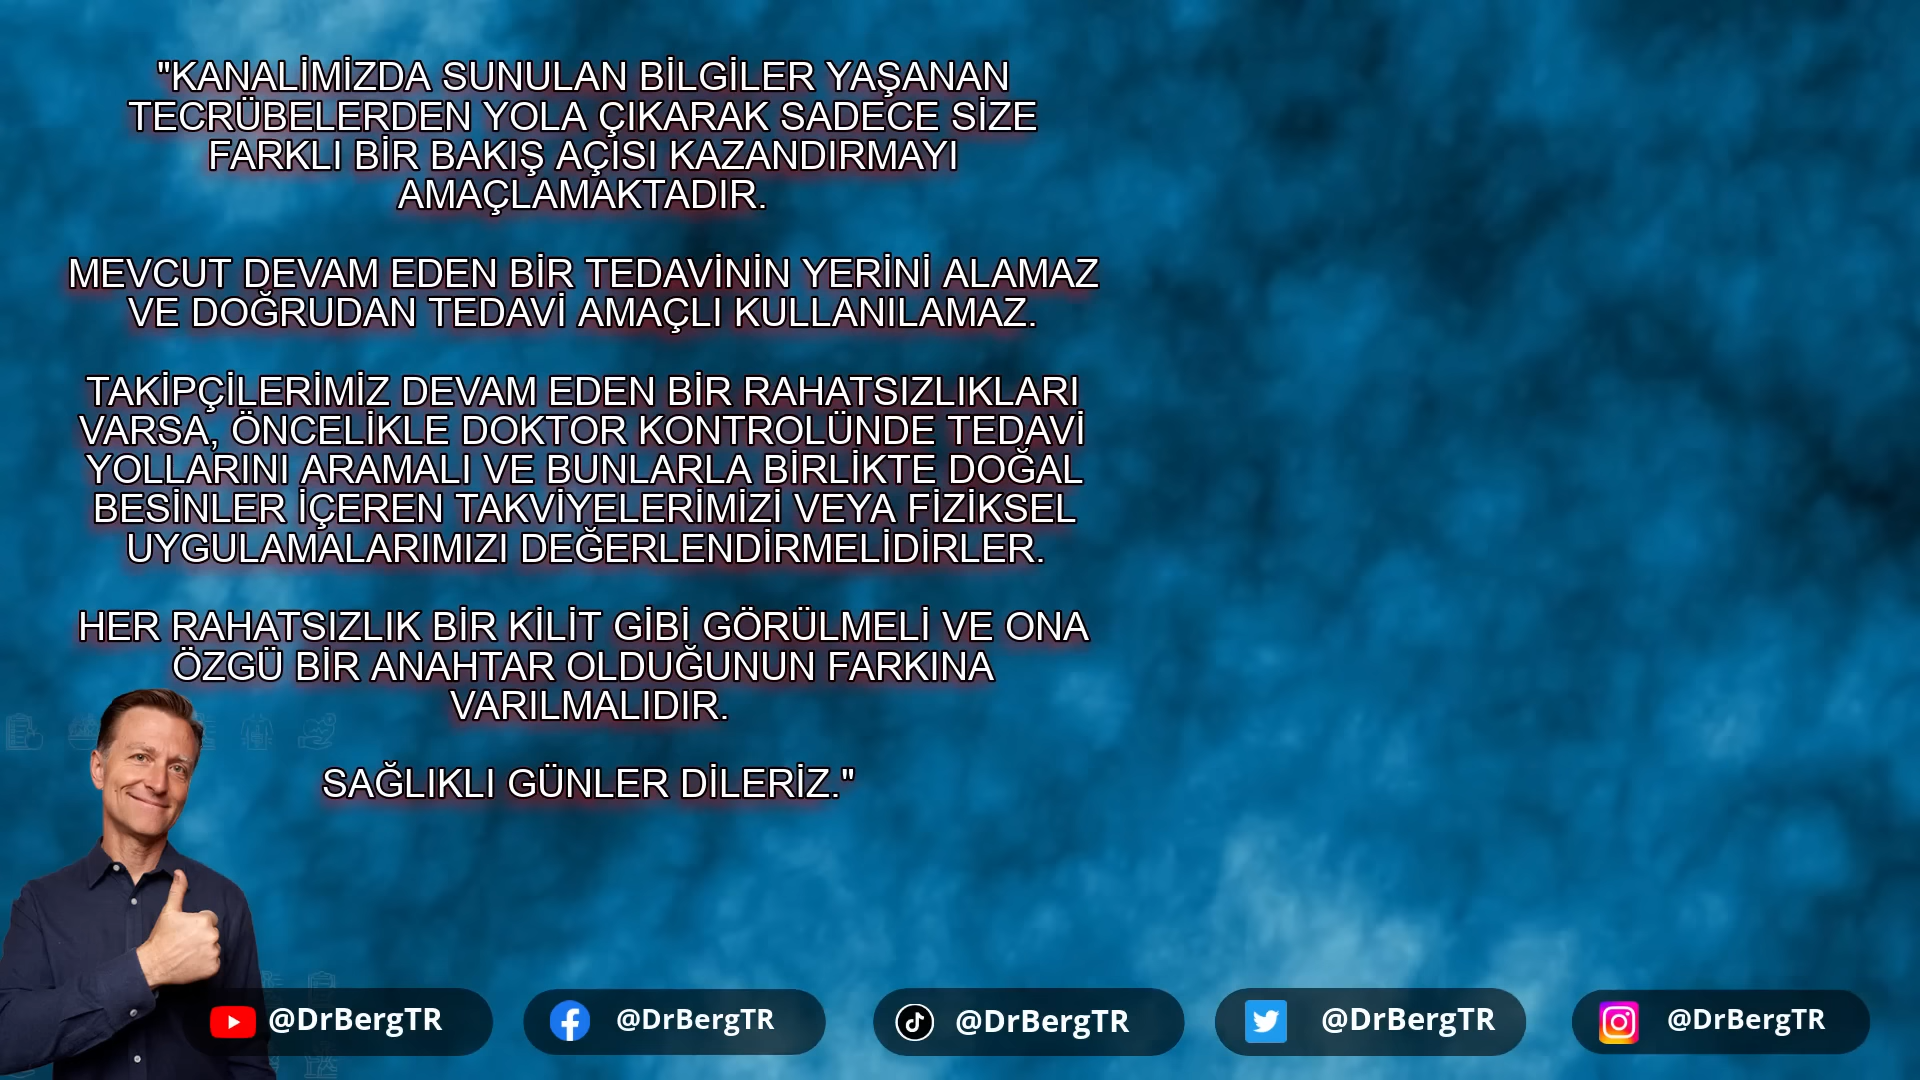 "KANALİMİZDA SUNULAN BİLGİLER YAŞANAN
TECRÜBELERDEN YOLA ÇIKARAK SADECE SİZE
FARKLI BİR BAKIŞ AÇISI KAZANDIRMAYI
AMAÇLAMAKTADIR.
MEVCUT DEVAM EDEN BİR TEDAVİNİN YERİNİ ALAMAZ
VE DOĞRUDAN TEDAVİ AMAÇLI KULLANILAMAZ.
TAKİPÇİLERİMİZ DEVAM EDEN BİR RAHATSIZLIKLARI
VARSA, ÖNCELİKLE DOKTOR KONTROLÜNDE TEDAVİ
YOLLARINI ARAMALI VE BUNLARLA BİRLİKTE DOĞAL
BESİNLER İÇEREN TAKVİYELERİMİZİ VEYA FİZİKSEL
UYGULAMALARIMIZI DEĞERLENDİRMELİDİRLER.
HER RAHATSIZLIK BİR KİLİT GİBİ GÖRÜLMELİ VE ONA
ÖZGÜ BİR ANAHTAR OLDUĞUNUN FARKINA
VARILMALIDIR.
SAĞLIKLI GÜNLER DİLERİZ."
@DrBergTR
@DrBergTR
@DrBergTR
@DrBergTR
@DrBergTR